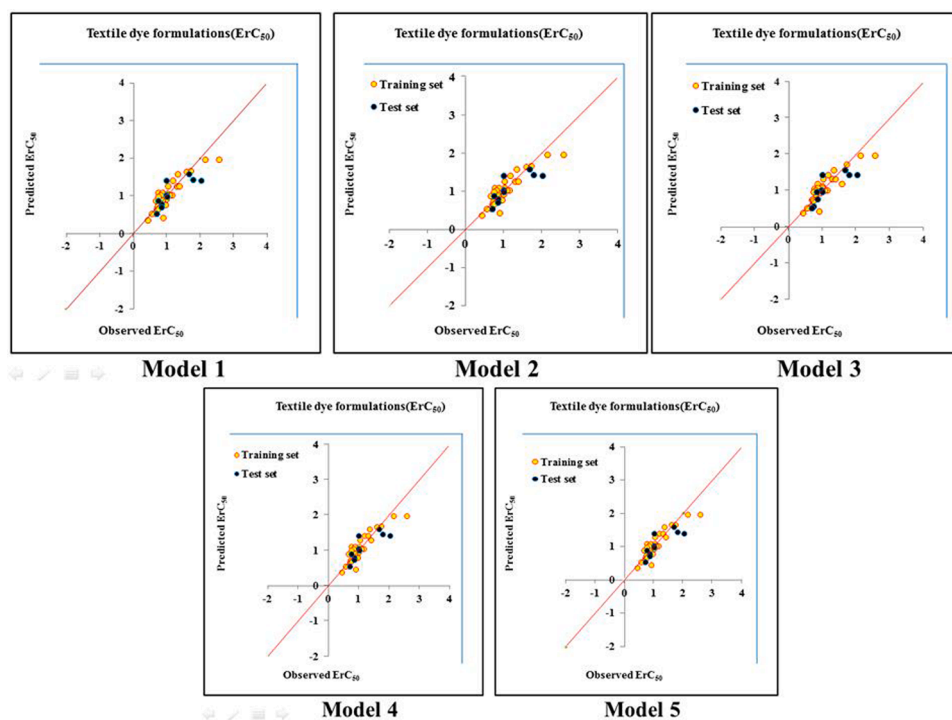 Textile dye formulations(ErC50)
4
3
2
1
0
-2 -1 0 1 2 3 4
-1
-2
Predicted ErC50
Observed ErC50
Model 1
Textile dye formulations(ErC50)
Training set
Test set
4
3
2
1
0
-2 -1 0 1 2 3 4
-1
-2
Predicted ErC50
Observed ErC50
Model 2
Textile dye formulations(ErC50)
Training set
Test set
4
3
2
1
0
-2 -1 0 1 2 3 4
-1
-2
Predicted ErC50
Observed ErC50
Model 3
Textile dye formulations(ErC50)
Training set
Test set
4
3
2
1
0
-2 -1 0 1 2 3 4
-1
-2
Predicted ErC50
Observed ErC50
Model 4
Textile dye formulations(ErC50)
Training set
Test set
4
3
2
1
0
-2 -1 0 1 2 3 4
-1
-2
Predicted ErC50
Observed ErC50
Model 5